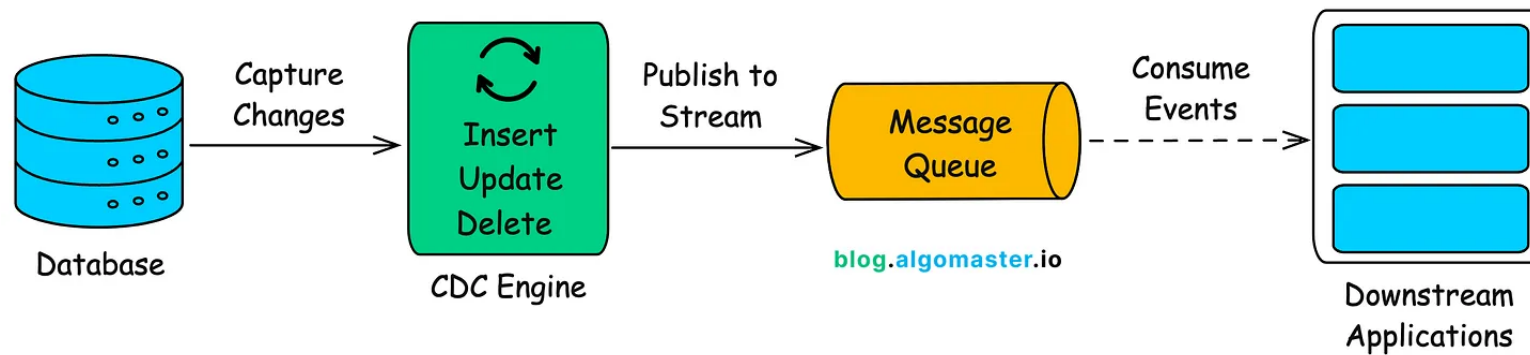 Database
Capture
Changes
Insert
Update
Delete
CDC Engine
Publish to
Stream
Message
Queue
blog.algomaster.io
Consume
Events
Downstream
Applications